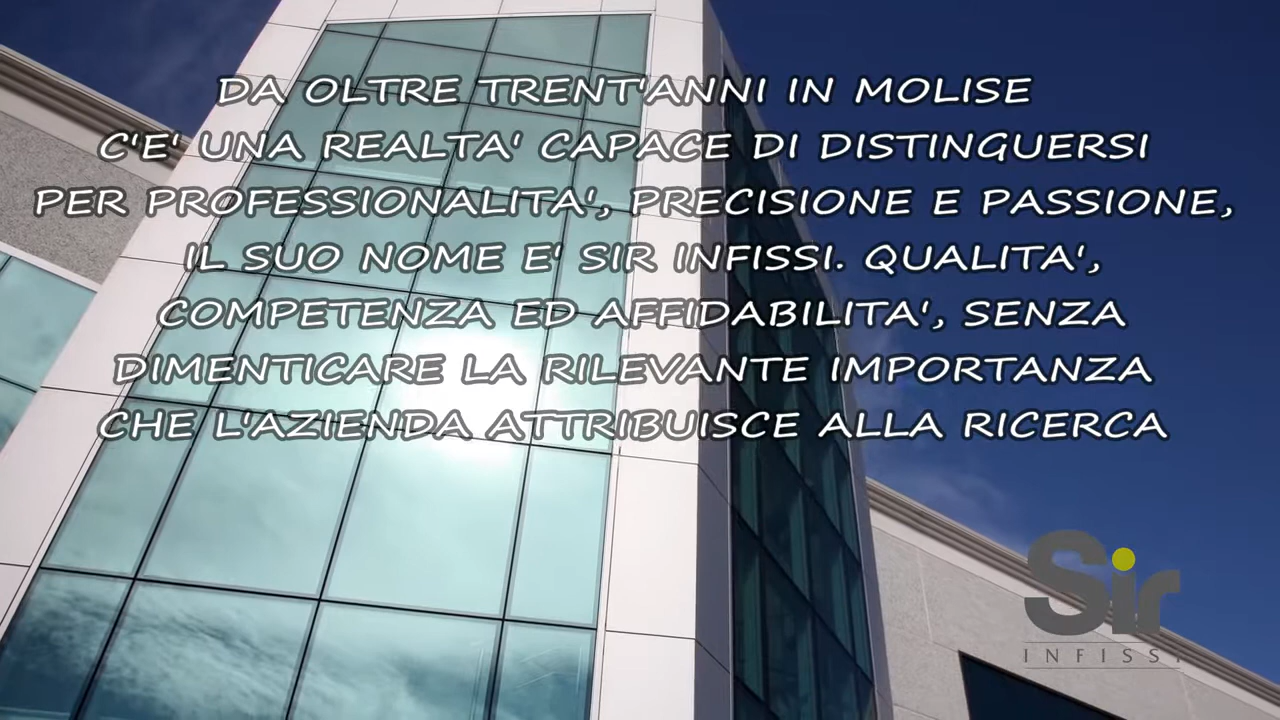 DA OLTRE TRENT'ANNI IN MOLISE
C'E' UNA REALTA' CAPACE DI DISTINGUERSI
PER PROFESSIONALITA', PRECISIONE E PASSIONE,
IL SUO NOME E' SIR INFISSI. QUALITA',
COMPETENZA ED AFFIDABILITA', SENZA
DIMENTICARE LA RILEVANTE IMPORTANZA
CHE L'AZIENDA ATTRIBUISCE ALLA RICERCA
Sir
INFISSI